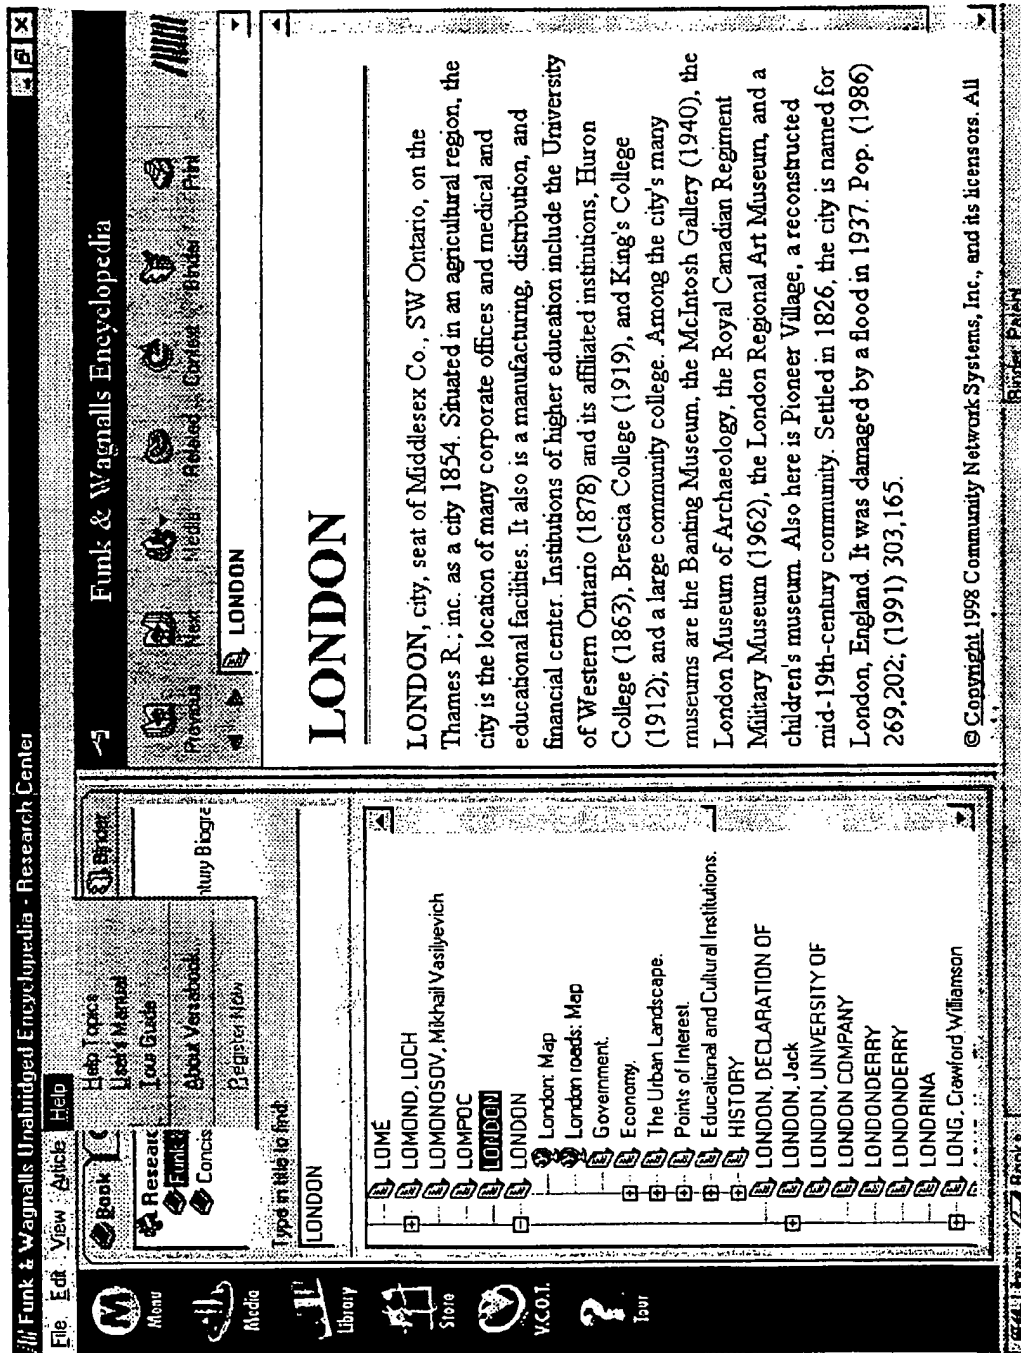 Funk & Wagnalls Unabridged Encyclopedia - Research Center
File Edit View Article Help
Help Topics
User's Manual
Tour Guide
About Versabook...
Register Now
Menu
Media
Library
Store
V.C.O.T.
Tour
Book
Binder
Researc
Funk
Concis
ntury Biogre
Type in title to find:
LONDON
LOMÉ
LOMOND, LOCH
LOMONOSOV, Mikhail Vasilyevich
LOMPOC
LONDON
LONDON
London: Map
London roads: Map
Government.
Economy.
The Urban Landscape.
Points of Interest.
Educational and Cultural Institutions.
HISTORY
LONDON, DECLARATION OF
LONDON, Jack
LONDON, UNIVERSITY OF
LONDON COMPANY
LONDONDERRY
LONDONDERRY
LONDRINA
LONG, Crawford Williamson
Funk & Wagnalls Encyclopedia
Previous Next Media Related Context Binder Print
LONDON
LONDON
LONDON, city, seat of Middlesex Co., SW Ontario, on the
Thames R.; inc. as a city 1854. Situated in an agricultural region, the
city is the location of many corporate offices and medical and
educational facilities. It also is a manufacturing, distribution, and
financial center. Institutions of higher education include the University
of Western Ontario (1878) and its affiliated institutions, Huron
College (1863), Brescia College (1919), and King's College
(1912); and a large community college. Among the city's many
museums are the Banting Museum, the McIntosh Gallery (1940), the
London Museum of Archaeology, the Royal Canadian Regiment
Military Museum (1962), the London Regional Art Museum, and a
children's museum. Also here is Pioneer Village, a reconstructed
mid-19th-century community. Settled in 1826, the city is named for
London, England. It was damaged by a flood in 1937. Pop. (1986)
269,202; (1991) 303,165.
© Copyright 1998 Community Network Systems, Inc., and its licensors. All
Books
Binder Patent